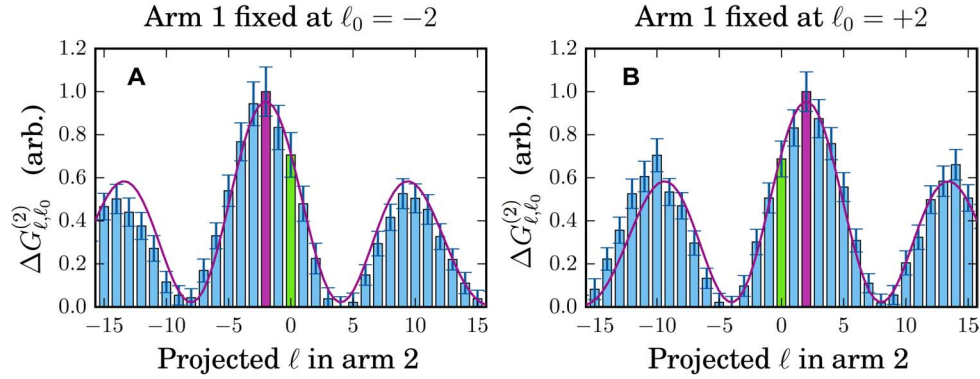 Arm 1 fixed at ℓ₀ = −2
Arm 1 fixed at ℓ₀ = +2
A
1.2
1.0
0.8
0.6
0.4
0.2
0.0
ΔG⁽²⁾ℓ,ℓ₀ (arb.)
−15 −10 −5 0 5 10 15
Projected ℓ in arm 2
B
1.2
1.0
0.8
0.6
0.4
0.2
0.0
ΔG⁽²⁾ℓ,ℓ₀ (arb.)
−15 −10 −5 0 5 10 15
Projected ℓ in arm 2